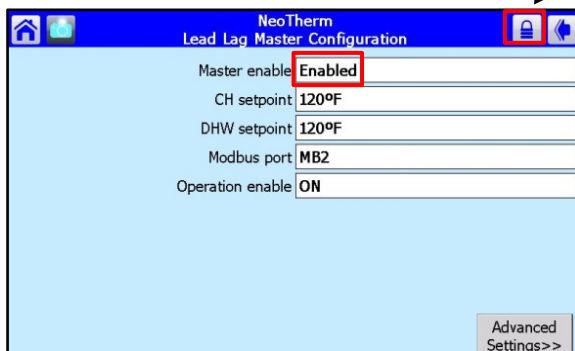 NeoTherm
Lead Lag Master Configuration
Master enable Enabled
CH setpoint 120ºF
DHW setpoint 120ºF
Modbus port MB2
Operation enable ON
Advanced
Settings>>